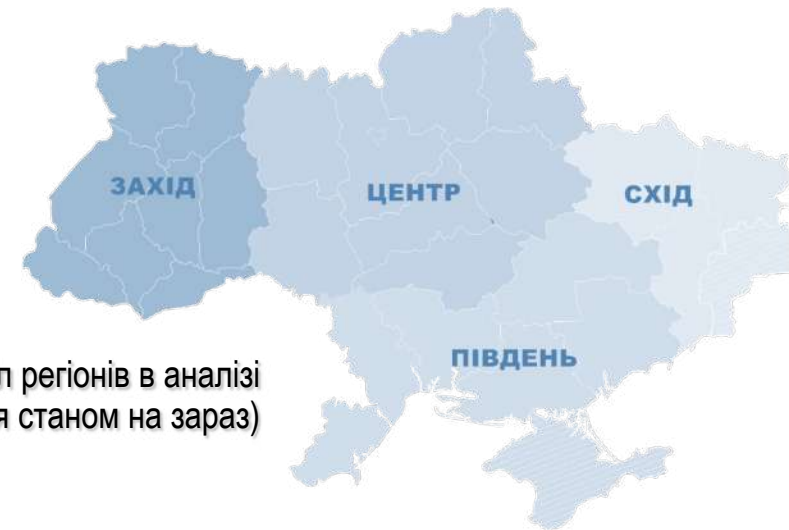 ЗАХІД
ЦЕНТР
СХІД
ПІВДЕНЬ
регіонів в аналізі
станом на зараз)